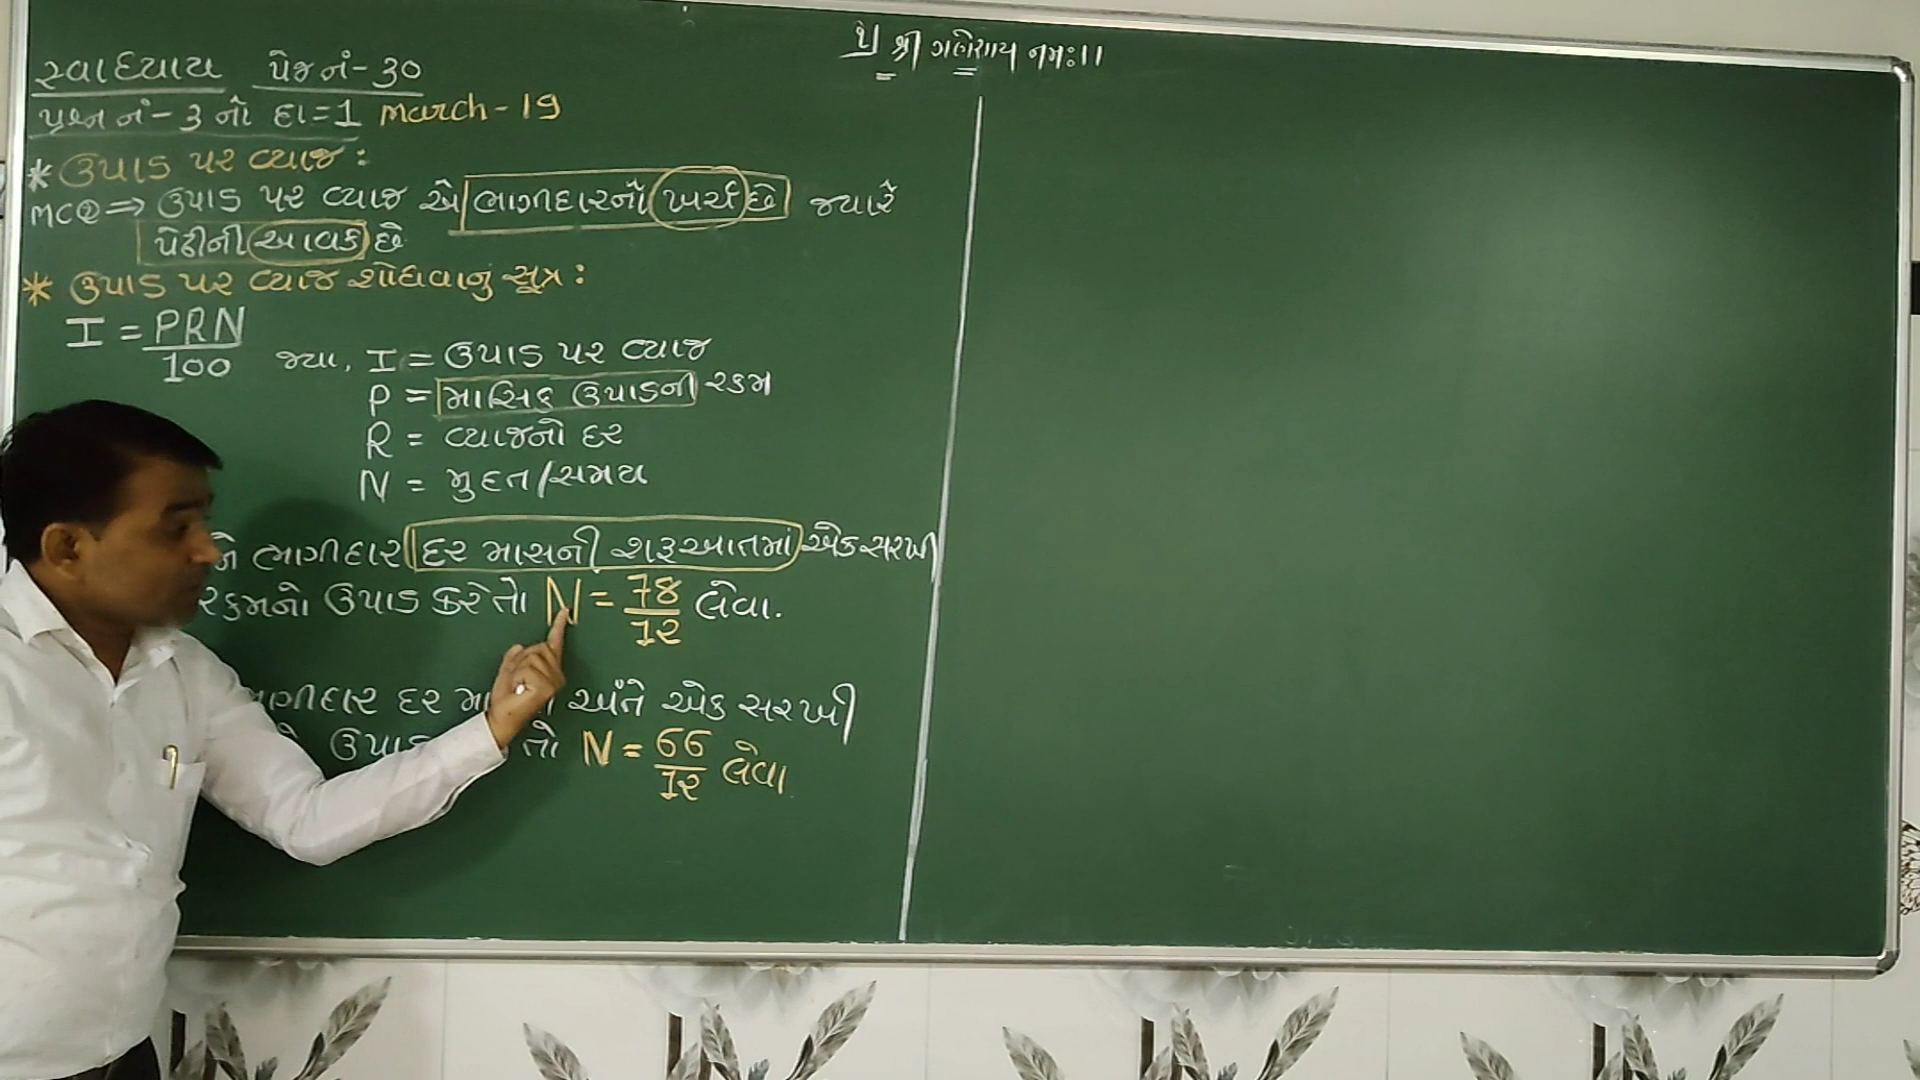 શ્રી ગણેશાય નમઃ।।
સ્વાધ્યાય પેજ નં-૩૦
પ્રશ્ન નં-૩ નો દા=1 March-19
* ઉપાડ પર વ્યાજ :
MCQ ⇒ ઉપાડ પર વ્યાજ એ ભાગીદારનો ખર્ચ છે જ્યારે
પેઢીની આવક છે
* ઉપાડ પર વ્યાજ શોધવાનુ સૂત્ર :
I = PRN/100
જ્યા, I = ઉપાડ પર વ્યાજ
P = માસિક ઉપાડની રકમ
R = વ્યાજનો દર
N = મુદત/સમય
ભાગીદાર દર માસની શરૂઆતમાં એક સરખી
રકમનો ઉપાડ કરે તો N = 78/12 લેવા.
ભાગીદાર દર અંતે એક સરખી
ઉપાડ તો N = 66/12 લેવા